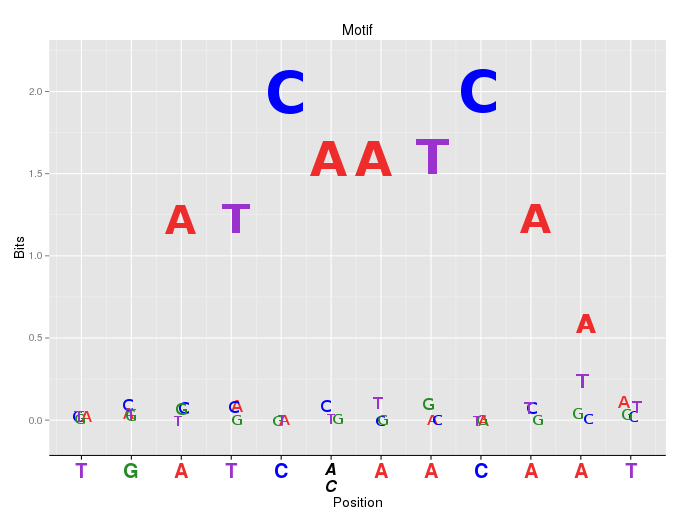 Motif
Bits
2.0
1.5
1.0
0.5
0.0
C C
A A T
A T A
A
T
C G A T G A T C G C A G A C G C A T G T G C T G A C T C G A T G C A G T C
T G A T C A A A C A A T
C
Position